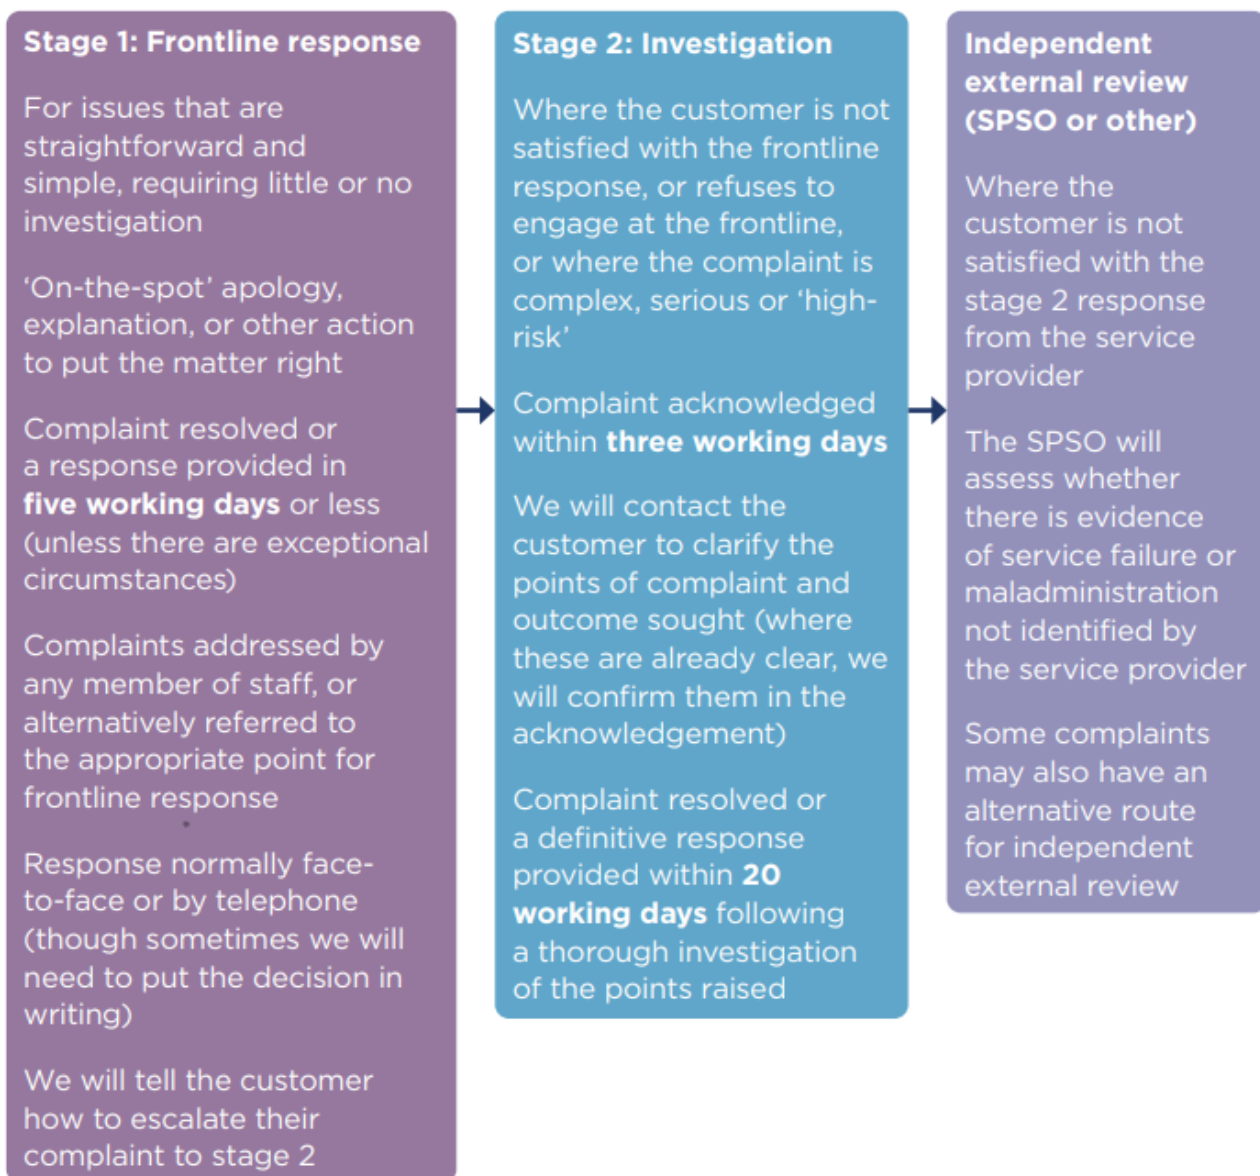 Stage 1: Frontline response
For issues that are
straightforward and
simple, requiring little or no
investigation
‘On-the-spot’ apology,
explanation, or other action
to put the matter right
Complaint resolved or
a response provided in
five working days or less
(unless there are exceptional
circumstances)
Complaints addressed by
any member of staff, or
alternatively referred to
the appropriate point for
frontline response
Response normally face-
to-face or by telephone
(though sometimes we will
need to put the decision in
writing)
We will tell the customer
how to escalate their
complaint to stage 2
Stage 2: Investigation
Where the customer is not
satisfied with the frontline
response, or refuses to
engage at the frontline,
or where the complaint is
complex, serious or ‘high-
risk’
Complaint acknowledged
within three working days
We will contact the
customer to clarify the
points of complaint and
outcome sought (where
these are already clear, we
will confirm them in the
acknowledgement)
Complaint resolved or
a definitive response
provided within 20
working days following
a thorough investigation
of the points raised
Independent
external review
(SPSO or other)
Where the
customer is not
satisfied with the
stage 2 response
from the service
provider
The SPSO will
assess whether
there is evidence
of service failure or
maladministration
not identified by
the service provider
Some complaints
may also have an
alternative route
for independent
external review